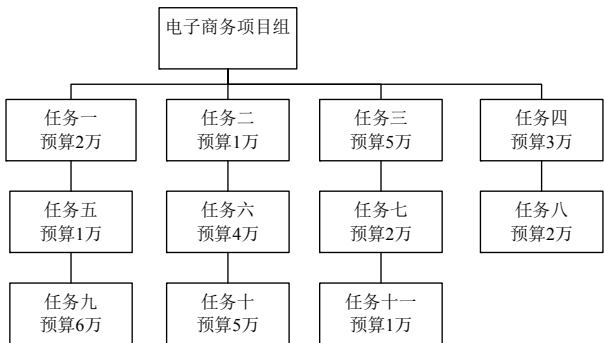 电子商务项目组
任务一
预算2万
任务二
预算1万
任务三
预算5万
任务四
预算3万
任务五
预算1万
任务六
预算4万
任务七
预算2万
任务八
预算2万
任务九
预算6万
任务十
预算5万
任务十一
预算1万